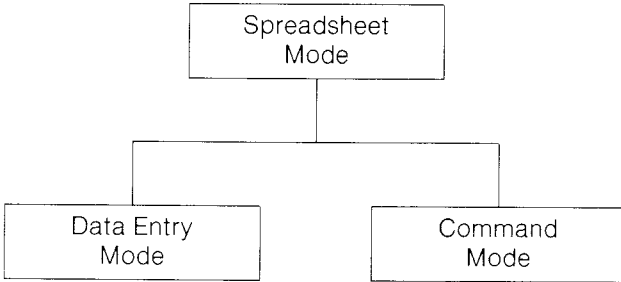 Spreadsheet
Mode
Data Entry
Mode
Command
Mode